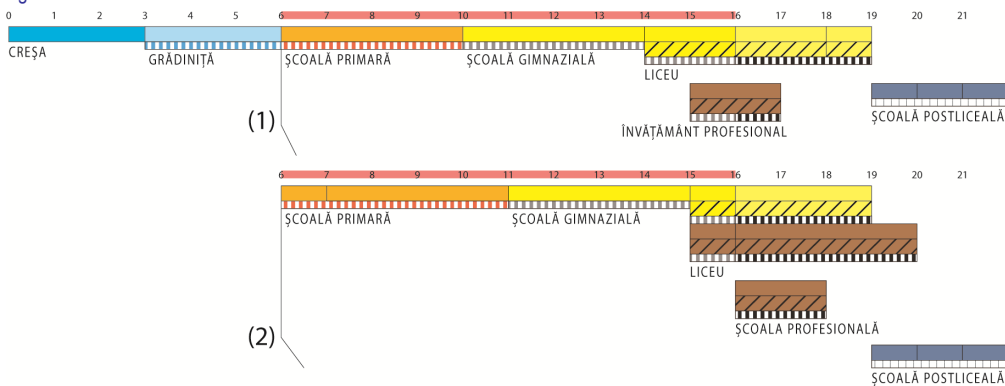 0 1 2 3 4 5 6 7 8 9 10 11 12 13 14 15 16 17 18 19 20 21
CREȘA
GRĂDINIȚĂ
ȘCOALĂ PRIMARĂ
ȘCOALĂ GIMNAZIALĂ
LICEU
ÎNVĂȚĂMÂNT PROFESIONAL
ȘCOALĂ POSTLICEALĂ
(1)
6 7 8 9 10 11 12 13 14 15 16 17 18 19 20 21
ȘCOALĂ PRIMARĂ
ȘCOALĂ GIMNAZIALĂ
LICEU
ȘCOALA PROFESIONALĂ
(2)
ȘCOALĂ POSTLICEALĂ